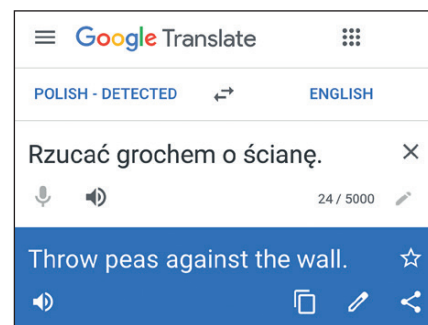 Google Translate
POLISH - DETECTED ENGLISH
Rzucać grochem o ścianę.
24 / 5000
Throw peas against the wall.